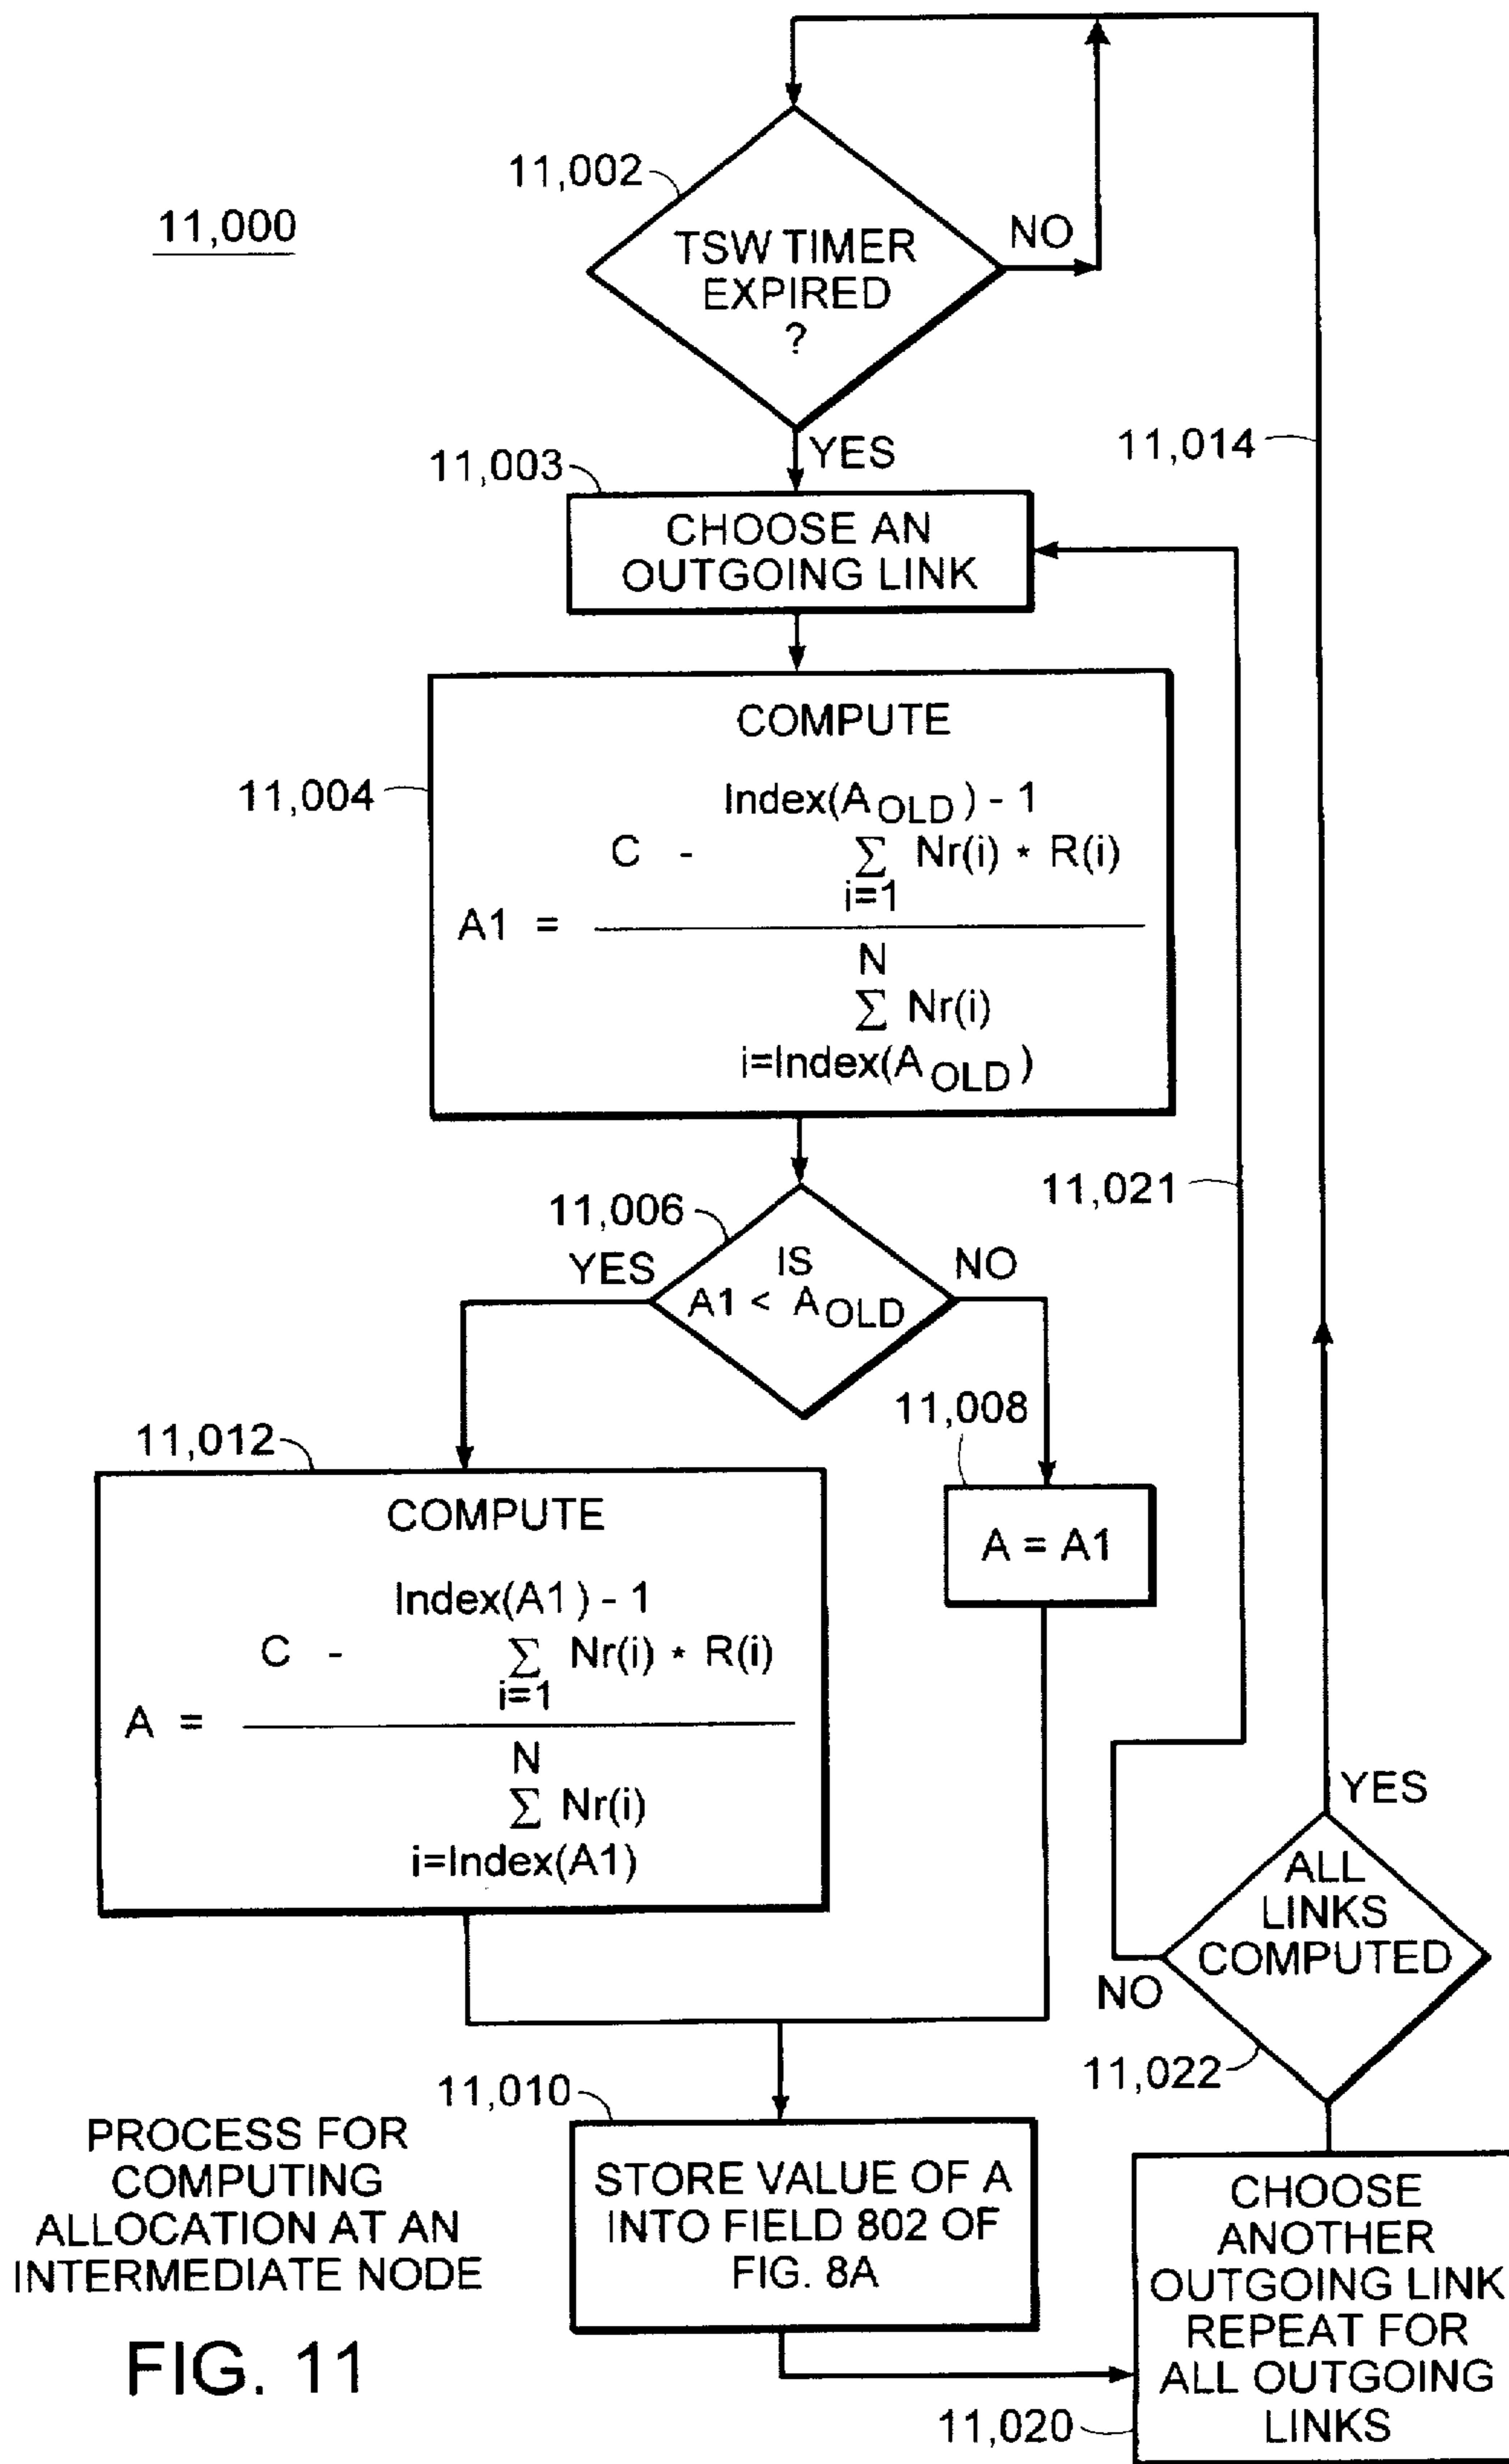 11,000
11,002
TSW TIMER
EXPIRED
?
NO
YES
11,014
11,003
CHOOSE AN
OUTGOING LINK
11,004
COMPUTE
Index(A OLD) - 1
C - Σ Nr(i) * R(i)
i=1
A1 =
N
Σ Nr(i)
i=Index(A OLD)
11,021
11,006
YES
IS
A1 < A OLD
NO
11,008
A = A1
11,012
COMPUTE
Index(A1) - 1
C - Σ Nr(i) * R(i)
i=1
A =
N
Σ Nr(i)
i=Index(A1)
YES
ALL
LINKS
COMPUTED
NO
11,022
11,010
STORE VALUE OF A
INTO FIELD 802 OF
FIG. 8A
CHOOSE
ANOTHER
OUTGOING LINK
REPEAT FOR
ALL OUTGOING
LINKS
11,020
PROCESS FOR
COMPUTING
ALLOCATION AT AN
INTERMEDIATE NODE
FIG. 11